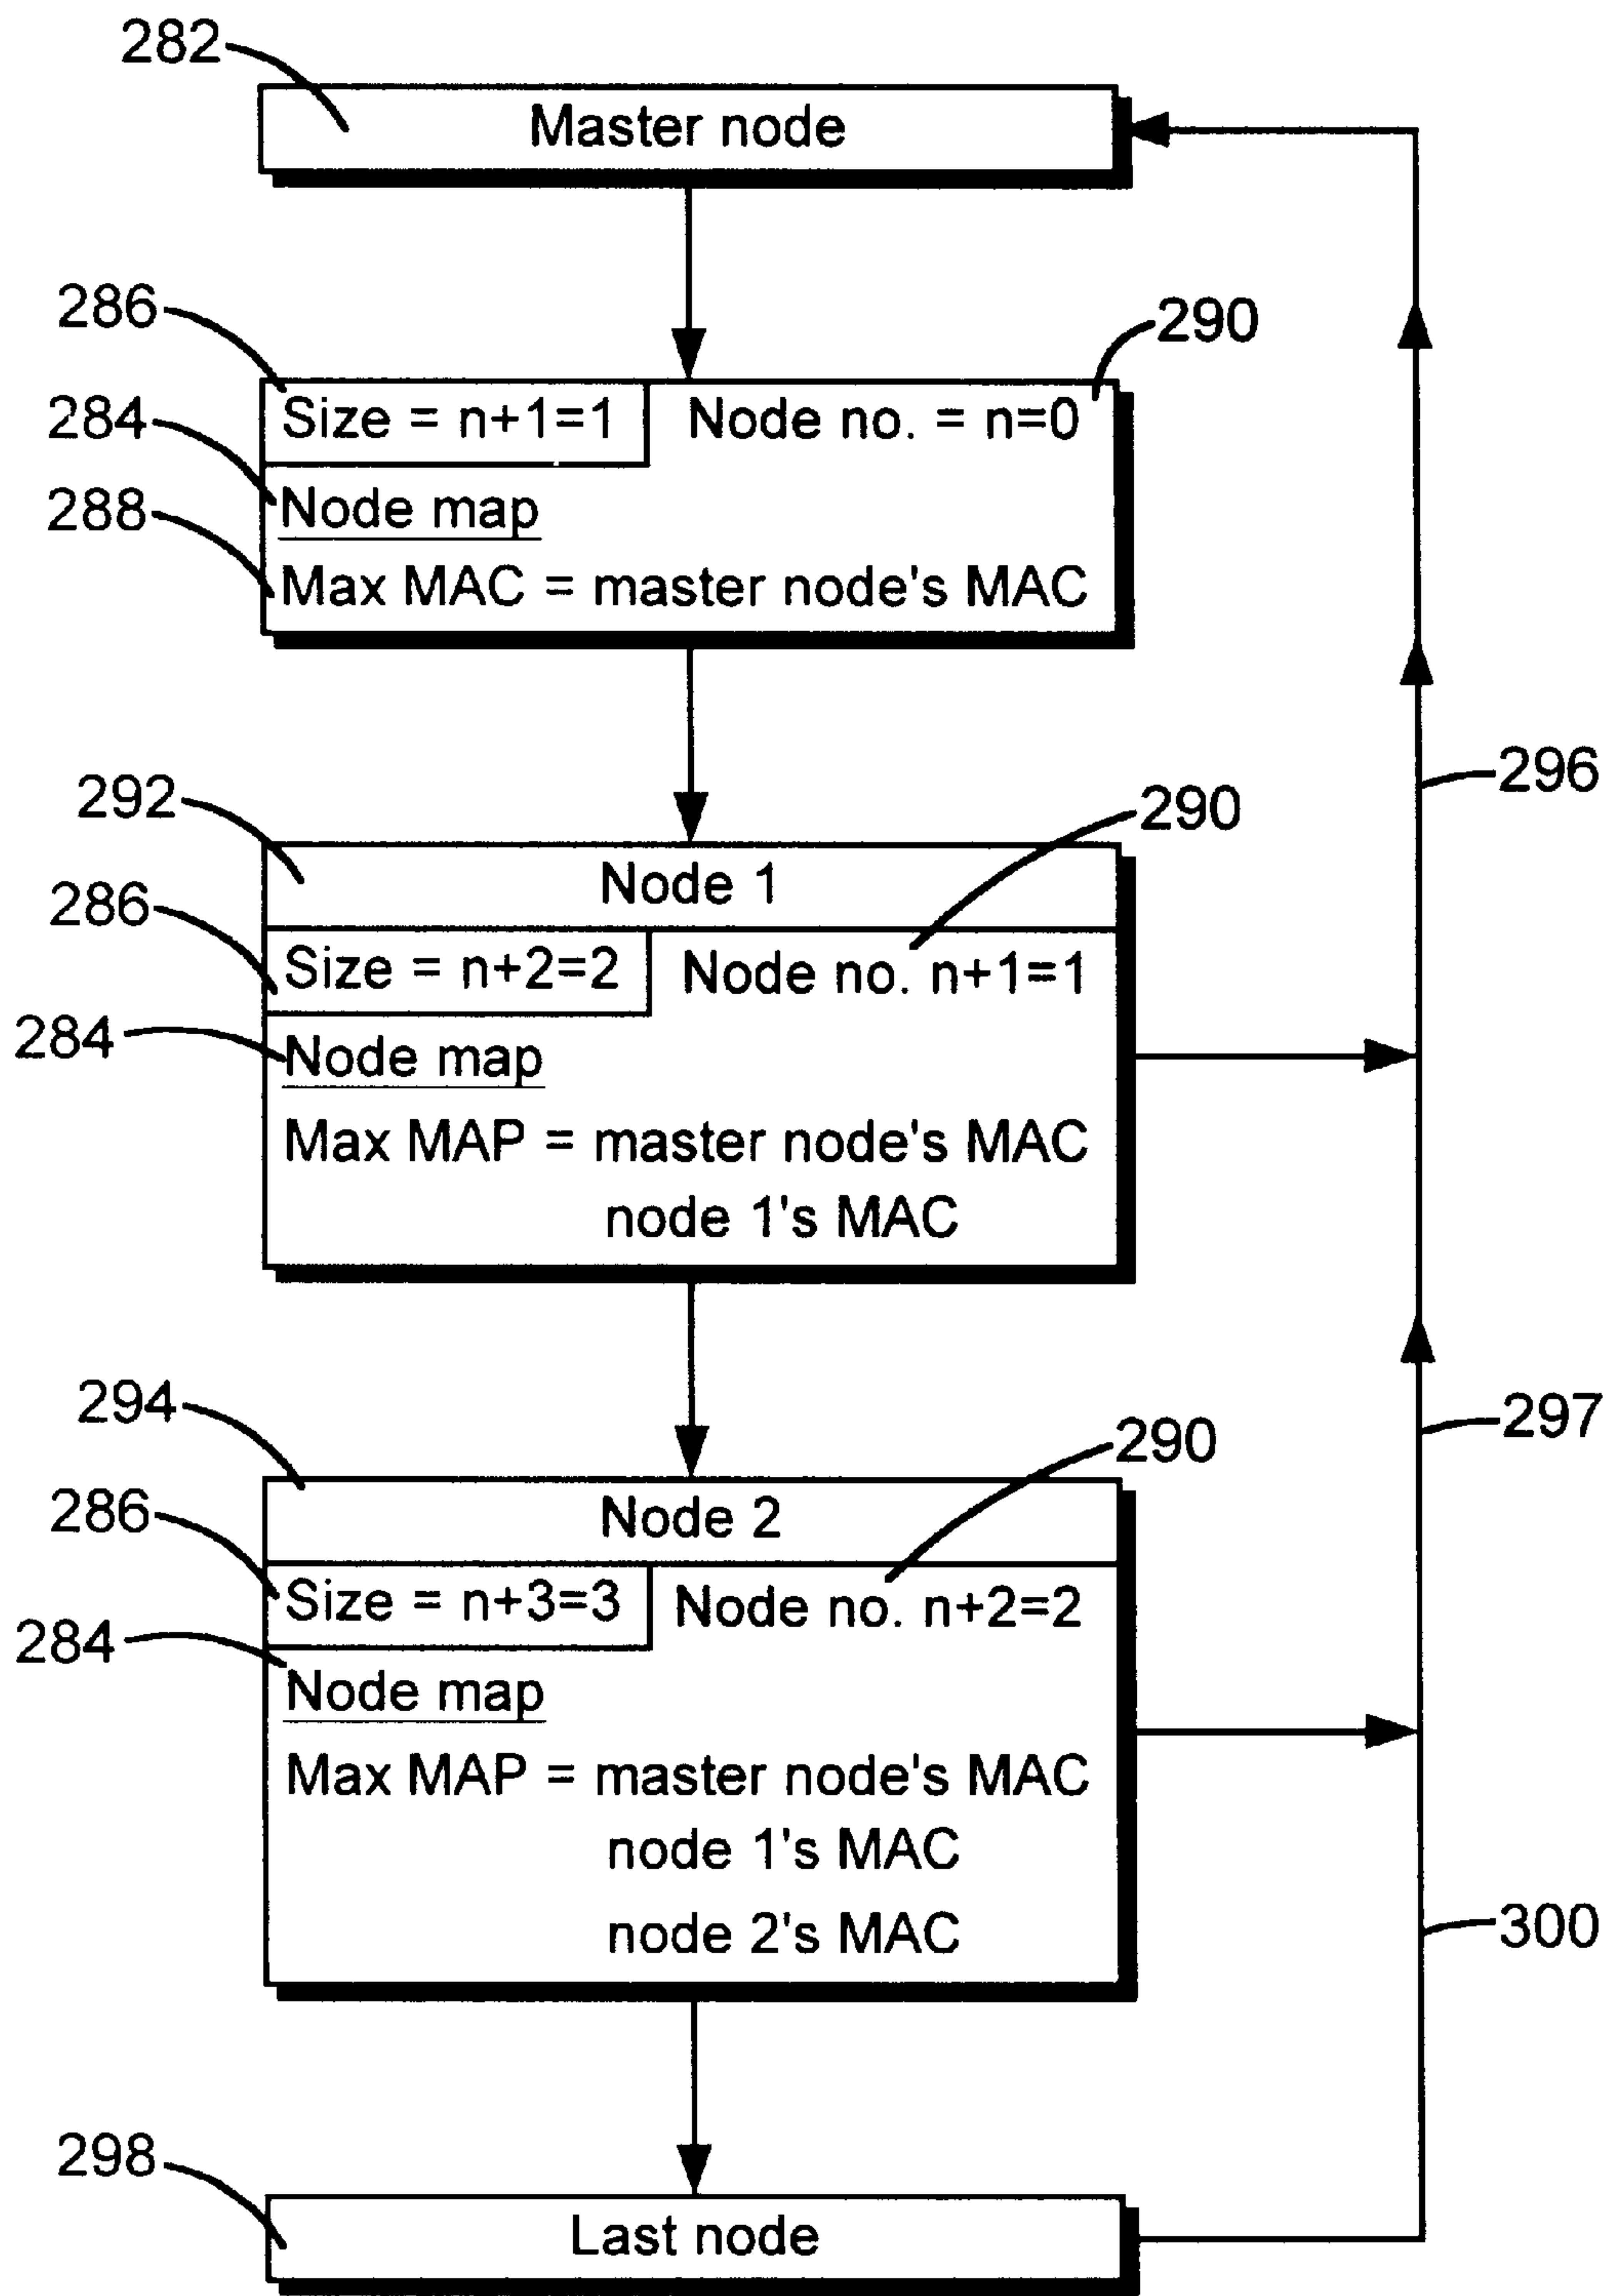 282
Master node
286
290
Size = n+1=1
Node no. = n=0
284
Node map
288
Max MAC = master node's MAC
296
292
290
Node 1
286
Size = n+2=2
Node no. n+1=1
284
Node map
Max MAP = master node's MAC
node 1's MAC
294
297
290
Node 2
286
Size = n+3=3
Node no. n+2=2
284
Node map
Max MAP = master node's MAC
node 1's MAC
node 2's MAC
300
298
Last node